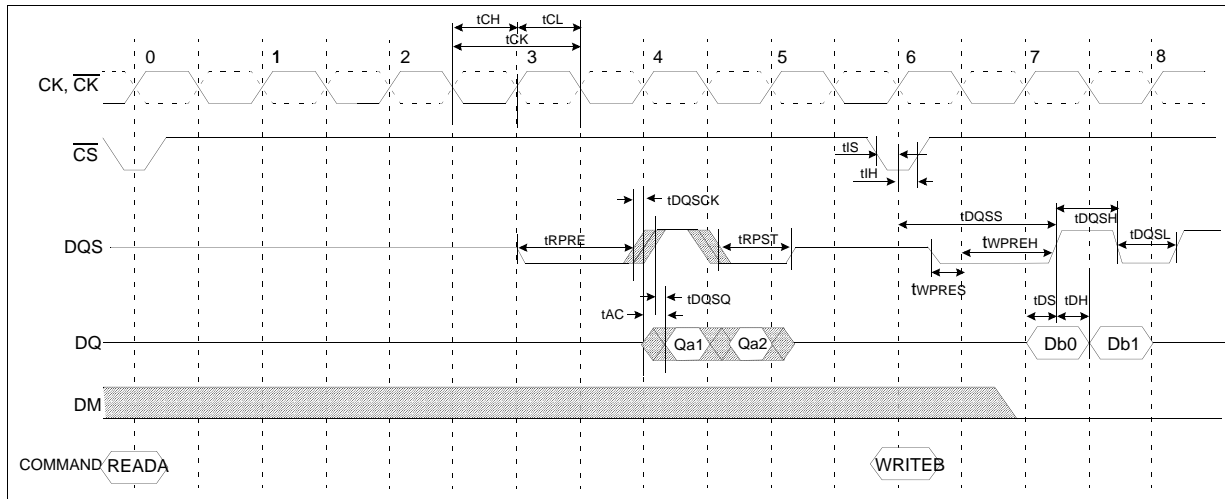 tCH tCL
tCK
0 1 2 3 4 5 6 7 8
CK, CK
CS
tIS
tIH
tDQSCK
tDQSS
tDQSH
DQS
tRPRE
tRPST
tWPREH
tDQSL
tWPRES
tDQSQ
tDS tDH
tAC
DQ
Qa1 Qa2 Db0 Db1
DM
COMMAND READA WRITEB